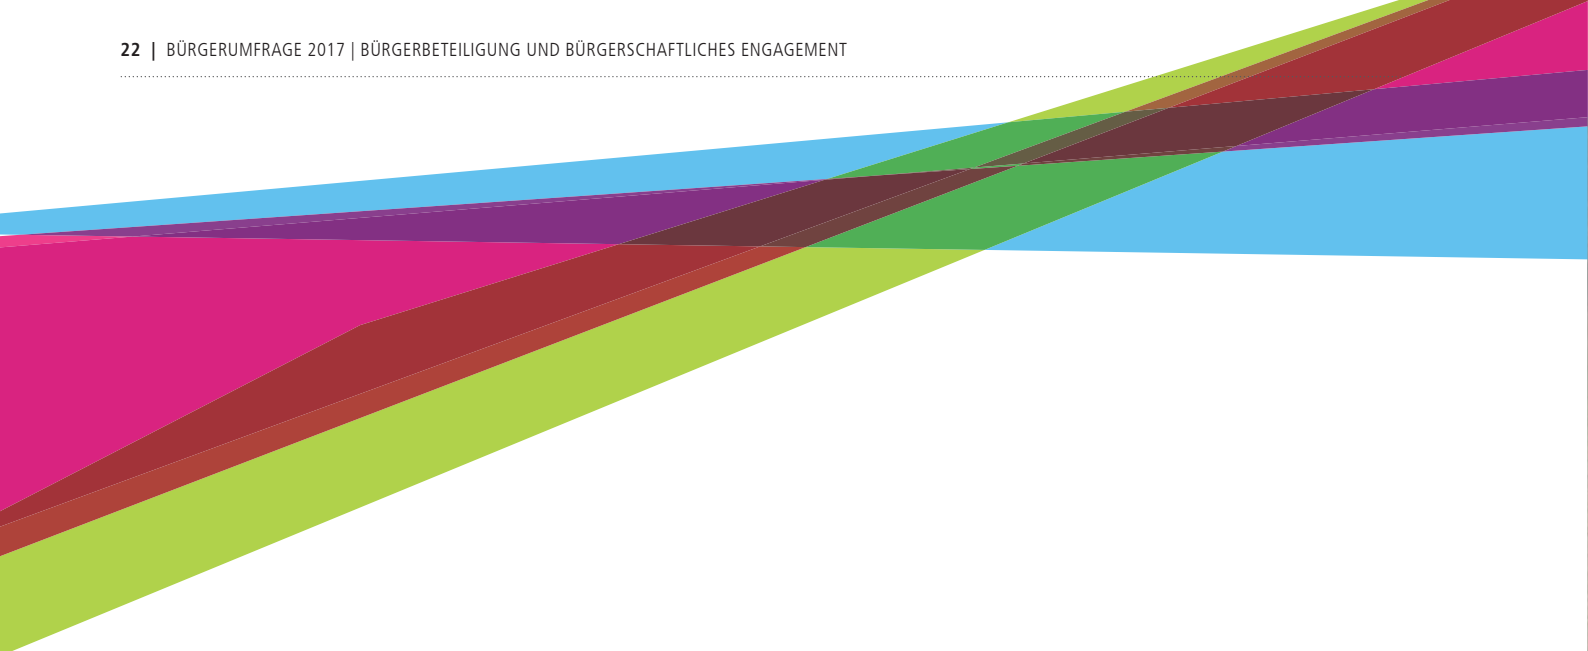 22 | BÜRGERUMFRAGE 2017 | BÜRGERBETEILIGUNG UND BÜRGERSCHAFTLICHES ENGAGEMENT